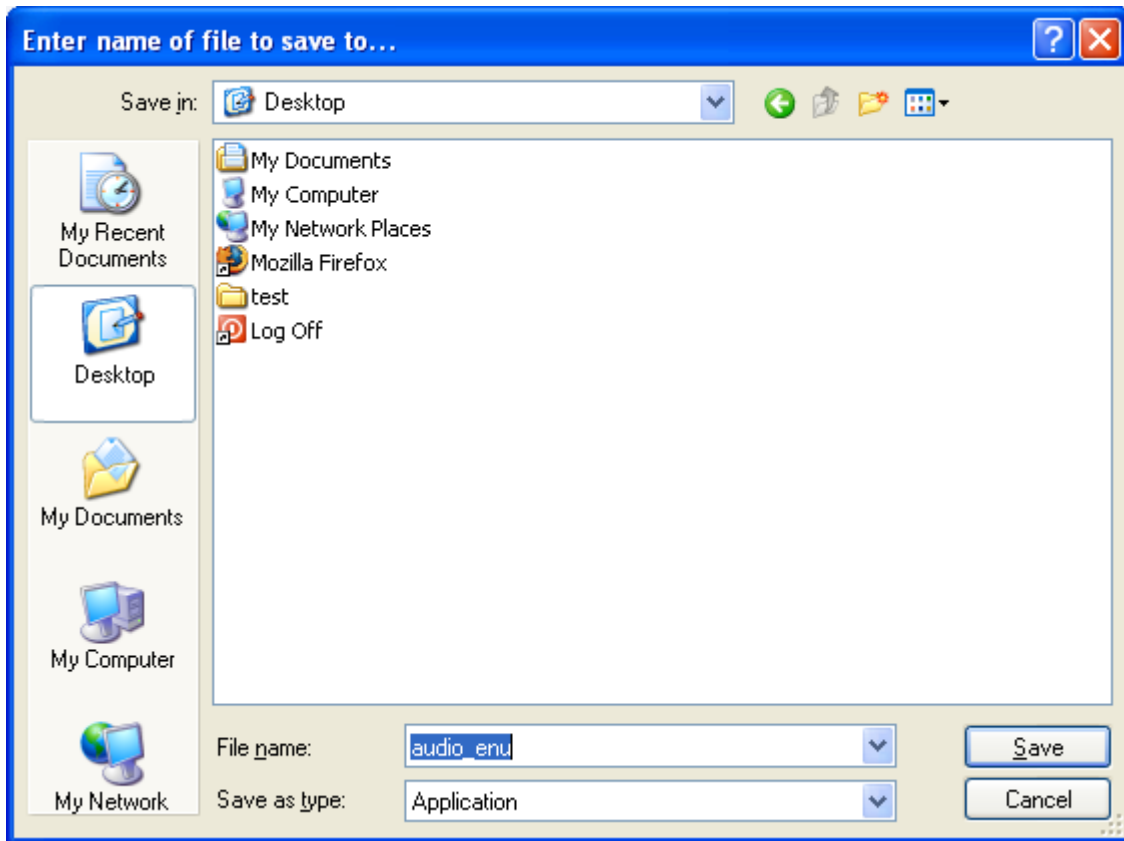 Enter name of file to save to...
Save in:
Desktop
My Recent
Documents
Desktop
My Documents
My Computer
My Network
My Documents
My Computer
My Network Places
Mozilla Firefox
test
Log Off
File name:
audio_enu
Save
Save as type:
Application
Cancel